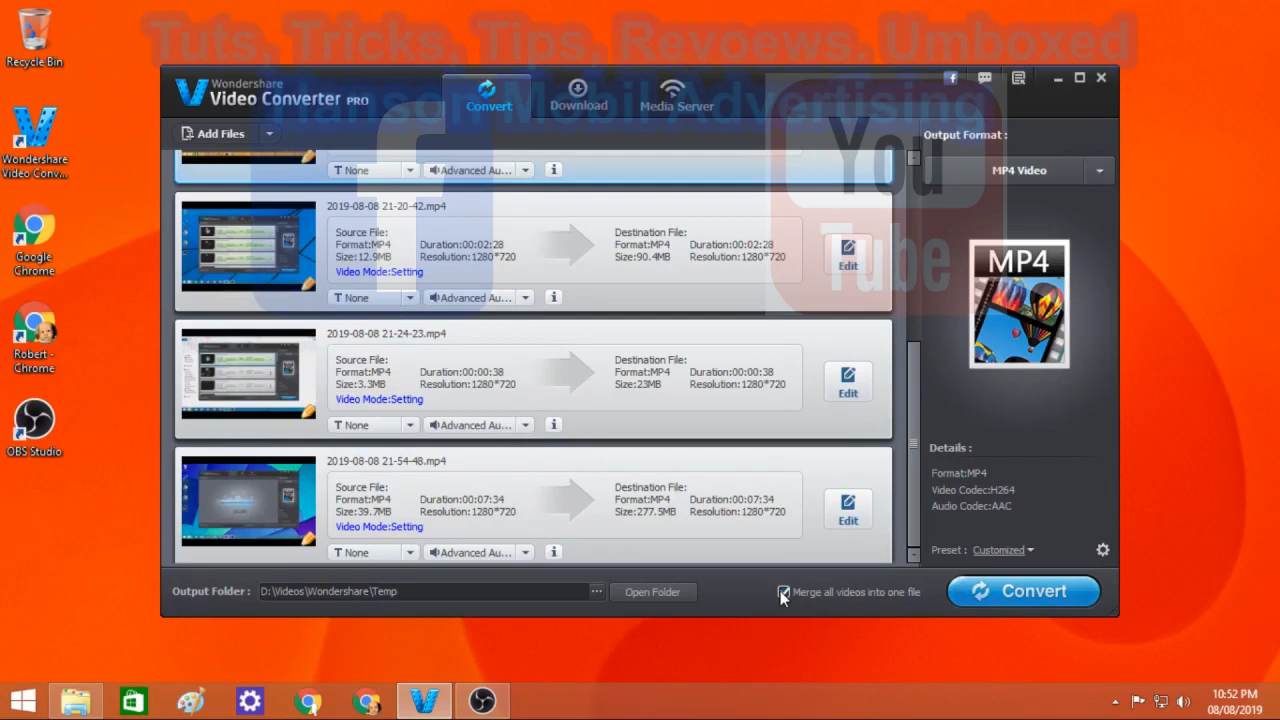 Tuts, Tricks, Tips, Revoews. Umboxed
Hanson Mobil Advertising
f
You
Tube
Recycle Bin
Wondershare
Video Conv...
Google
Chrome
Robert -
Chrome
OBS Studio
Wondershare
Video Converter PRO
Convert
Download
Media Server
f
Add Files
Output Format :
MP4 Video
T None
Advanced Au...
i
2019-08-08 21-20-42.mp4
Source File:
Format:MP4 Duration:00:02:28
Size:12.9MB Resolution:1280*720
Video Mode:Setting
Destination File:
Format:MP4 Duration:00:02:28
Size:90.4MB Resolution:1280*720
Edit
T None
Advanced Au...
i
2019-08-08 21-24-23.mp4
Source File:
Format:MP4 Duration:00:00:38
Size:3.3MB Resolution:1280*720
Video Mode:Setting
Destination File:
Format:MP4 Duration:00:00:38
Size:23MB Resolution:1280*720
Edit
T None
Advanced Au...
i
2019-08-08 21-54-48.mp4
Source File:
Format:MP4 Duration:00:07:34
Size:39.7MB Resolution:1280*720
Video Mode:Setting
Destination File:
Format:MP4 Duration:00:07:34
Size:277.5MB Resolution:1280*720
Edit
T None
Advanced Au...
i
MP4
Details :
Format:MP4
Video Codec:H264
Audio Codec:AAC
Preset : Customized
Output Folder : D:\Videos\Wondershare\Temp ...
Open Folder
Merge all videos into one file
Convert
10:52 PM
08/08/2019